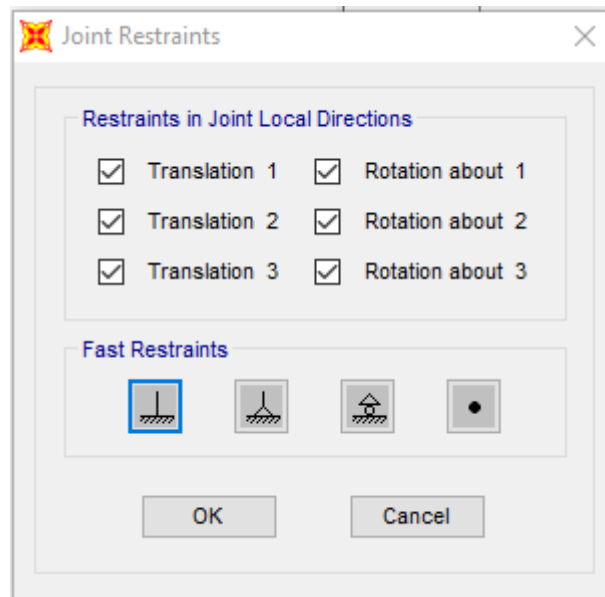 Joint Restraints
Restraints in Joint Local Directions
Translation 1 Rotation about 1
Translation 2 Rotation about 2
Translation 3 Rotation about 3
Fast Restraints
OK Cancel